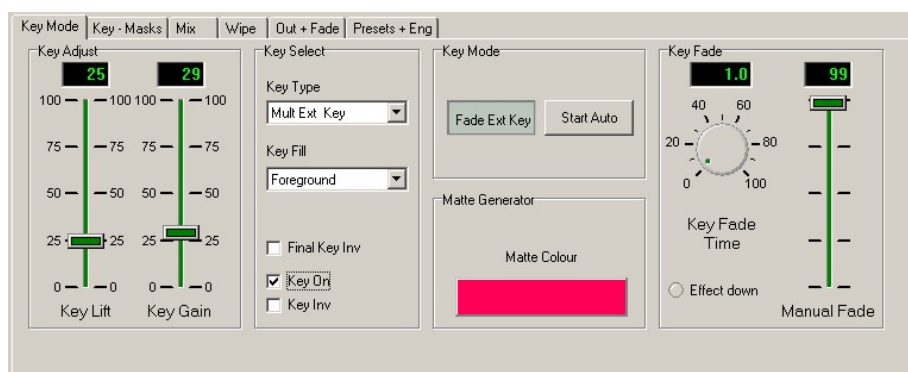 Key Mode
Key - Masks
Mix
Wipe
Out + Fade
Presets + Eng
Key Adjust
25
29
100
100
100
100
75
75
75
75
50
50
50
50
25
25
25
25
0
0
0
0
Key Lift
Key Gain
Key Select
Key Type
Mult Ext Key
Key Fill
Foreground
Final Key Inv
Key On
Key Inv
Key Mode
Fade Ext Key
Start Auto
Matte Generator
Matte Colour
Key Fade
1.0
99
40
60
20
80
0
100
Key Fade
Time
Effect down
Manual Fade